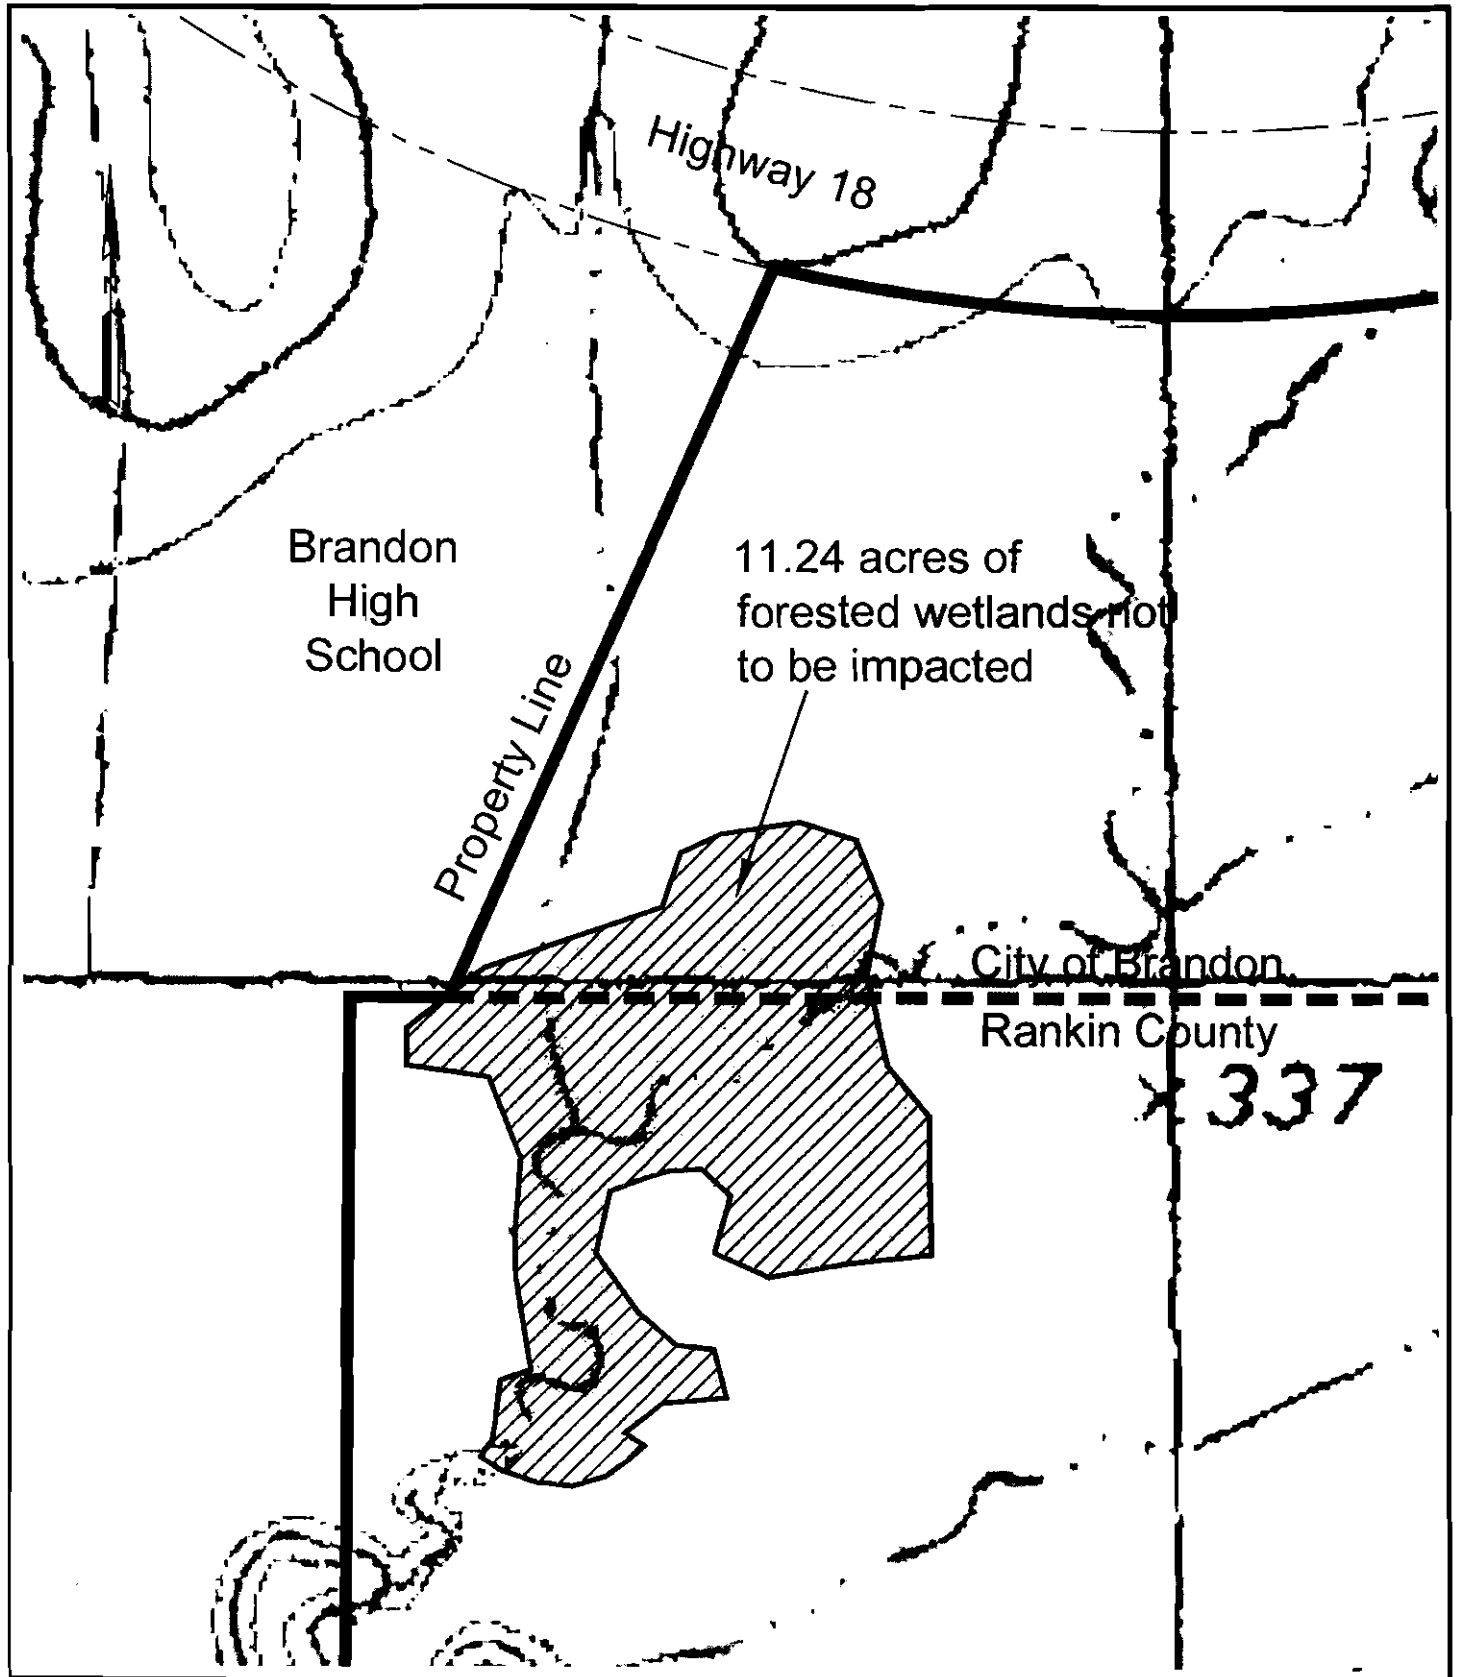 Highway 18
Brandon
High
School
11.24 acres of
forested wetlands not
to be impacted
Property Line
City of Brandon
Rankin County
337